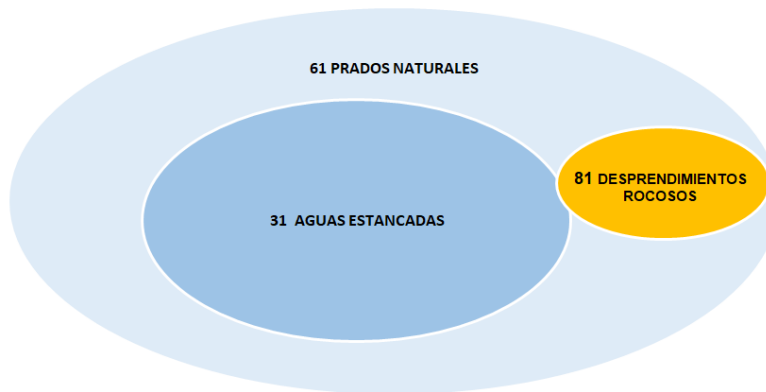 61 PRADOS NATURALES
81 DESPRENDIMIENTOS
ROCOSOS
31 AGUAS ESTANCADAS